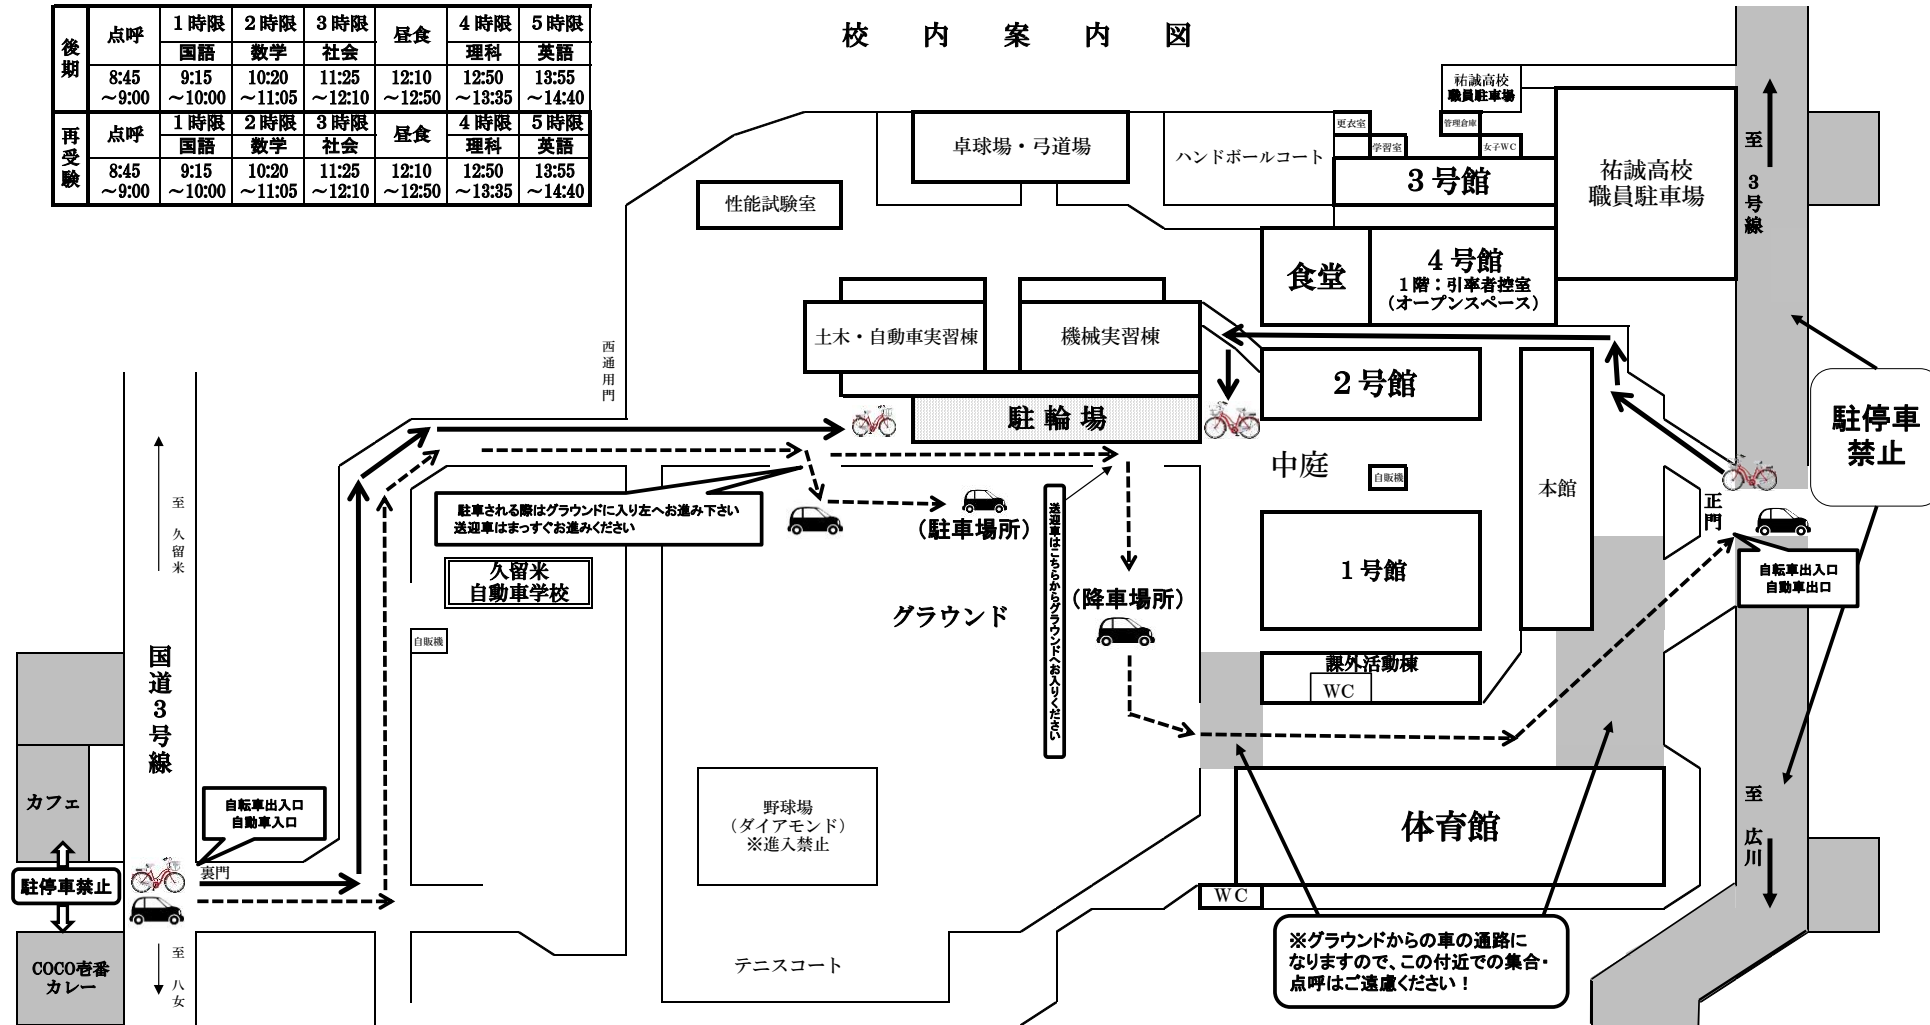 校　内　案　内　図
後期
点呼 １時限 ２時限 ３時限 昼食 ４時限 ５時限
国語 数学 社会 理科 英語
8:45 9:15 10:20 11:25 12:10 12:50 13:55
～9:00 ～10:00 ～11:05 ～12:10 ～12:50 ～13:35 ～14:40
再受験
点呼 １時限 ２時限 ３時限 昼食 ４時限 ５時限
国語 数学 社会 理科 英語
8:45 9:15 10:20 11:25 12:10 12:50 13:55
～9:00 ～10:00 ～11:05 ～12:10 ～12:50 ～13:35 ～14:40
祐誠高校
職員駐車場
更衣室
学習室
管理倉庫
女子WC
卓球場・弓道場
ハンドボールコート
３号館
祐誠高校
職員駐車場
至　３号線
性能試験室
食堂
４号館
１階：引率者控室
（オープンスペース）
土木・自動車実習棟
機械実習棟
西通用門
２号館
駐輪場
中庭
自販機
本館
正門
駐停車
禁止
至　久留米
駐車される際はグラウンドに入り左へお進み下さい
送迎車はまっすぐお進みください
（駐車場所）
送迎車はこちらからグラウンドへお入りください
１号館
自転車出入口
自動車出口
久留米
自動車学校
（降車場所）
グラウンド
自販機
国道３号線
課外活動棟
WC
カフェ
自転車出入口
自動車入口
野球場
（ダイアモンド）
※進入禁止
体育館
至　広川
裏門
駐停車禁止
WC
※グラウンドからの車の通路に
なりますので、この付近での集合・
点呼はご遠慮ください！
COCO壱番
カレー
至　八女
テニスコート